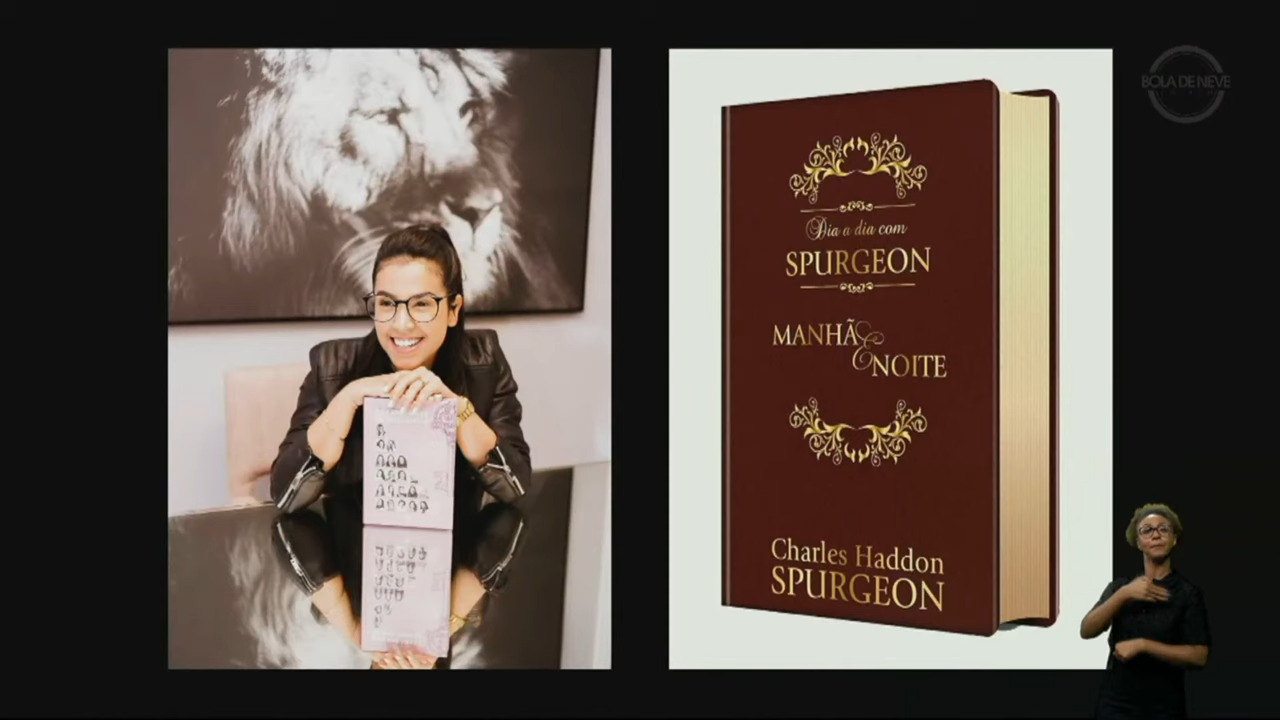 BOLA DE NEVE
Dia a dia com
SPURGEON
MANHÃ
E NOITE
Charles Haddon
SPURGEON